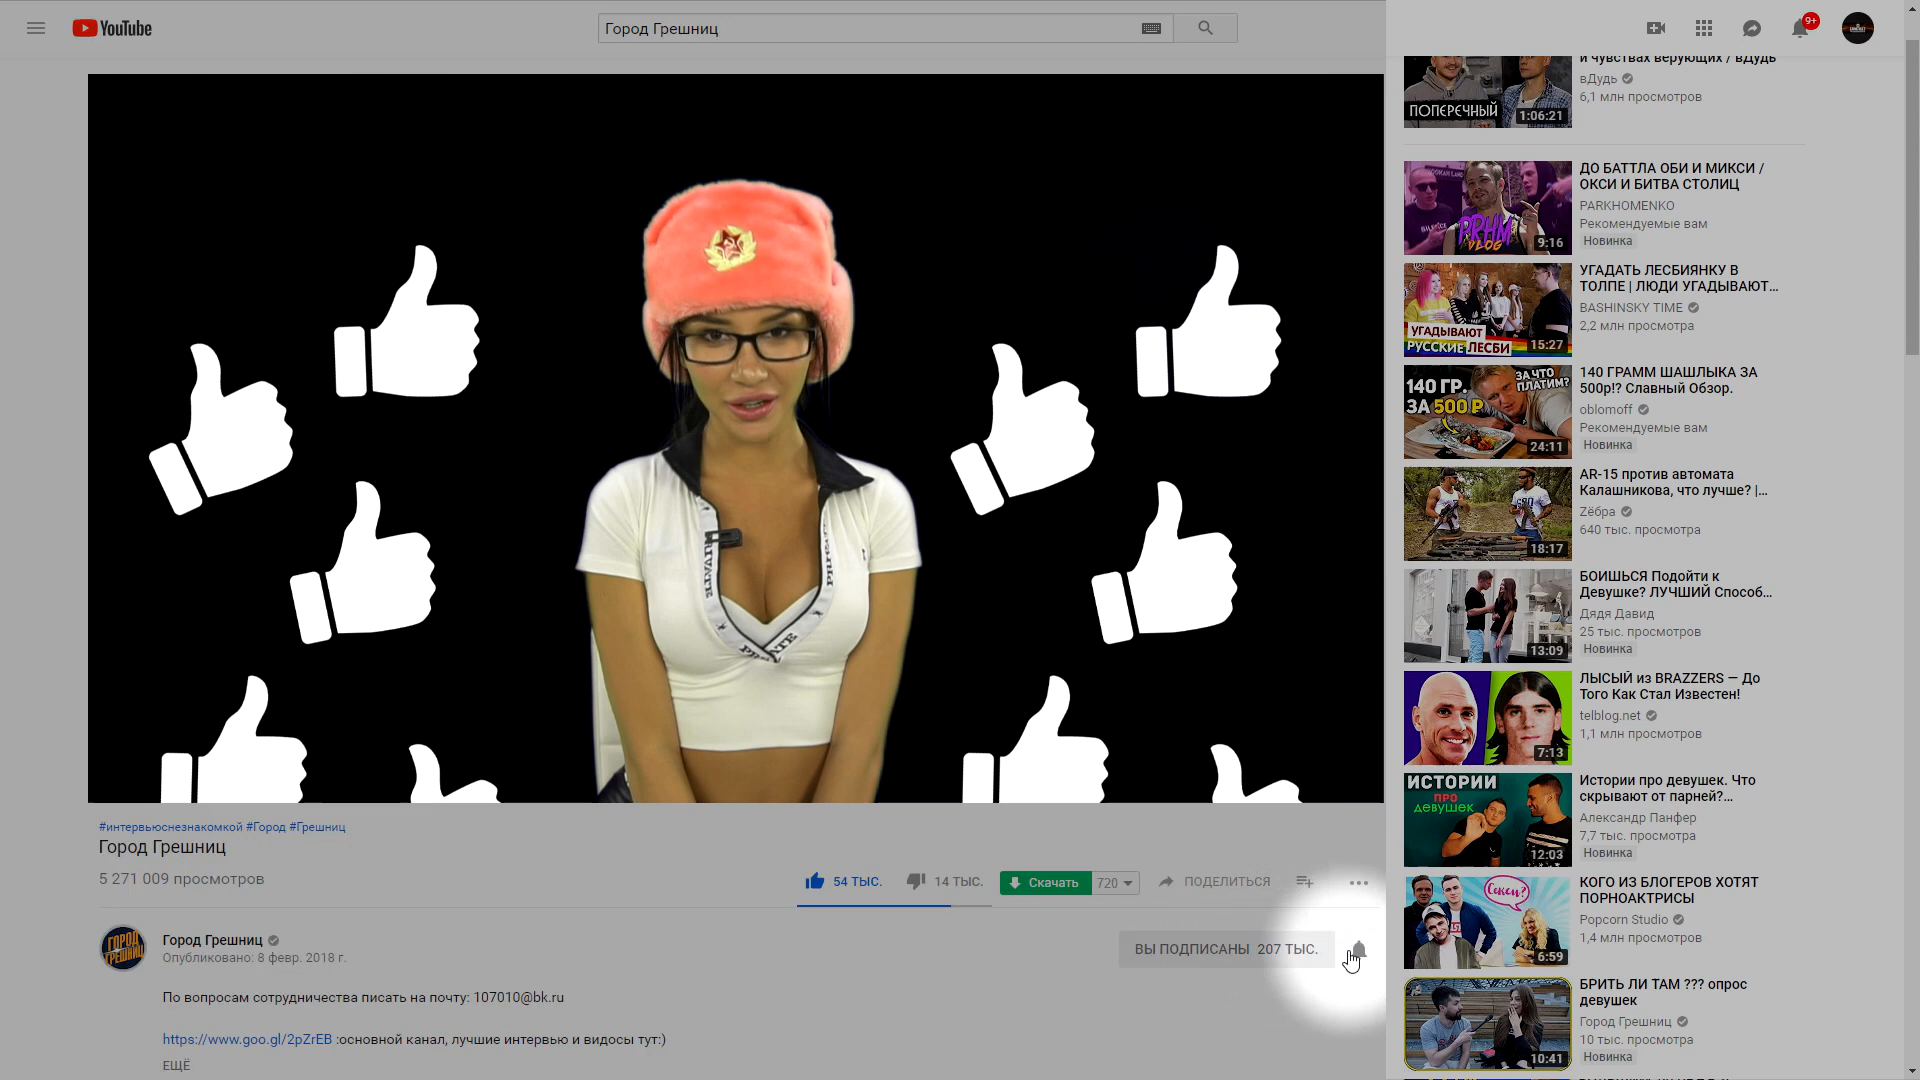 YouTube
Город Грешниц
9+
#интервьюснезнакомкой #Город #Грешниц
Город Грешниц
5 271 009 просмотров
54 ТЫС.
14 ТЫС.
Скачать
720
ПОДЕЛИТЬСЯ
Город Грешниц
Опубликовано: 8 февр. 2018 г.
ВЫ ПОДПИСАНЫ 207 ТЫС.
По вопросам сотрудничества писать на почту: 107010@bk.ru
https://www.goo.gl/2pZrEB :основной канал, лучшие интервью и видосы тут:)
ЕЩЁ
ГОРОД
ГРЕШНИЦ
PRIVATE
и чувствах верующих / вДудь
вДудь
6,1 млн просмотров
ПОПЕРЕЧНЫЙ
1:06:21
ДО БАТТЛА ОБИ И МИКСИ /
ОКСИ И БИТВА СТОЛИЦ
PARKHOMENKO
Рекомендуемые вам
Новинка
PRHM
VLOG
9:16
УГАДАТЬ ЛЕСБИЯНКУ В
ТОЛПЕ | ЛЮДИ УГАДЫВАЮТ...
BASHINSKY TIME
2,2 млн просмотра
УГАДЫВАЮТ
РУССКИЕ ЛЕСБИ
15:27
140 ГРАММ ШАШЛЫКА ЗА
500р!? Славный Обзор.
oblomoff
Рекомендуемые вам
Новинка
140 ГР.
ЗА 500 ₽
ЗА ЧТО
ПЛАТИМ?
24:11
AR-15 против автомата
Калашникова, что лучше? |...
Zёбра
640 тыс. просмотра
18:17
БОИШЬСЯ Подойти к
Девушке? ЛУЧШИЙ Способ...
Дядя Давид
25 тыс. просмотров
Новинка
13:09
ЛЫСЫЙ из BRAZZERS — До
Того Как Стал Известен!
telblog.net
1,1 млн просмотров
7:13
Истории про девушек. Что
скрывают от парней?...
Александр Панфер
7,7 тыс. просмотра
Новинка
ИСТОРИИ
ПРО
девушек
12:03
КОГО ИЗ БЛОГЕРОВ ХОТЯТ
ПОРНОАКТРИСЫ
Popcorn Studio
1,4 млн просмотров
Секси?
6:59
БРИТЬ ЛИ ТАМ ??? опрос
девушек
Город Грешниц
10 тыс. просмотра
Новинка
10:41